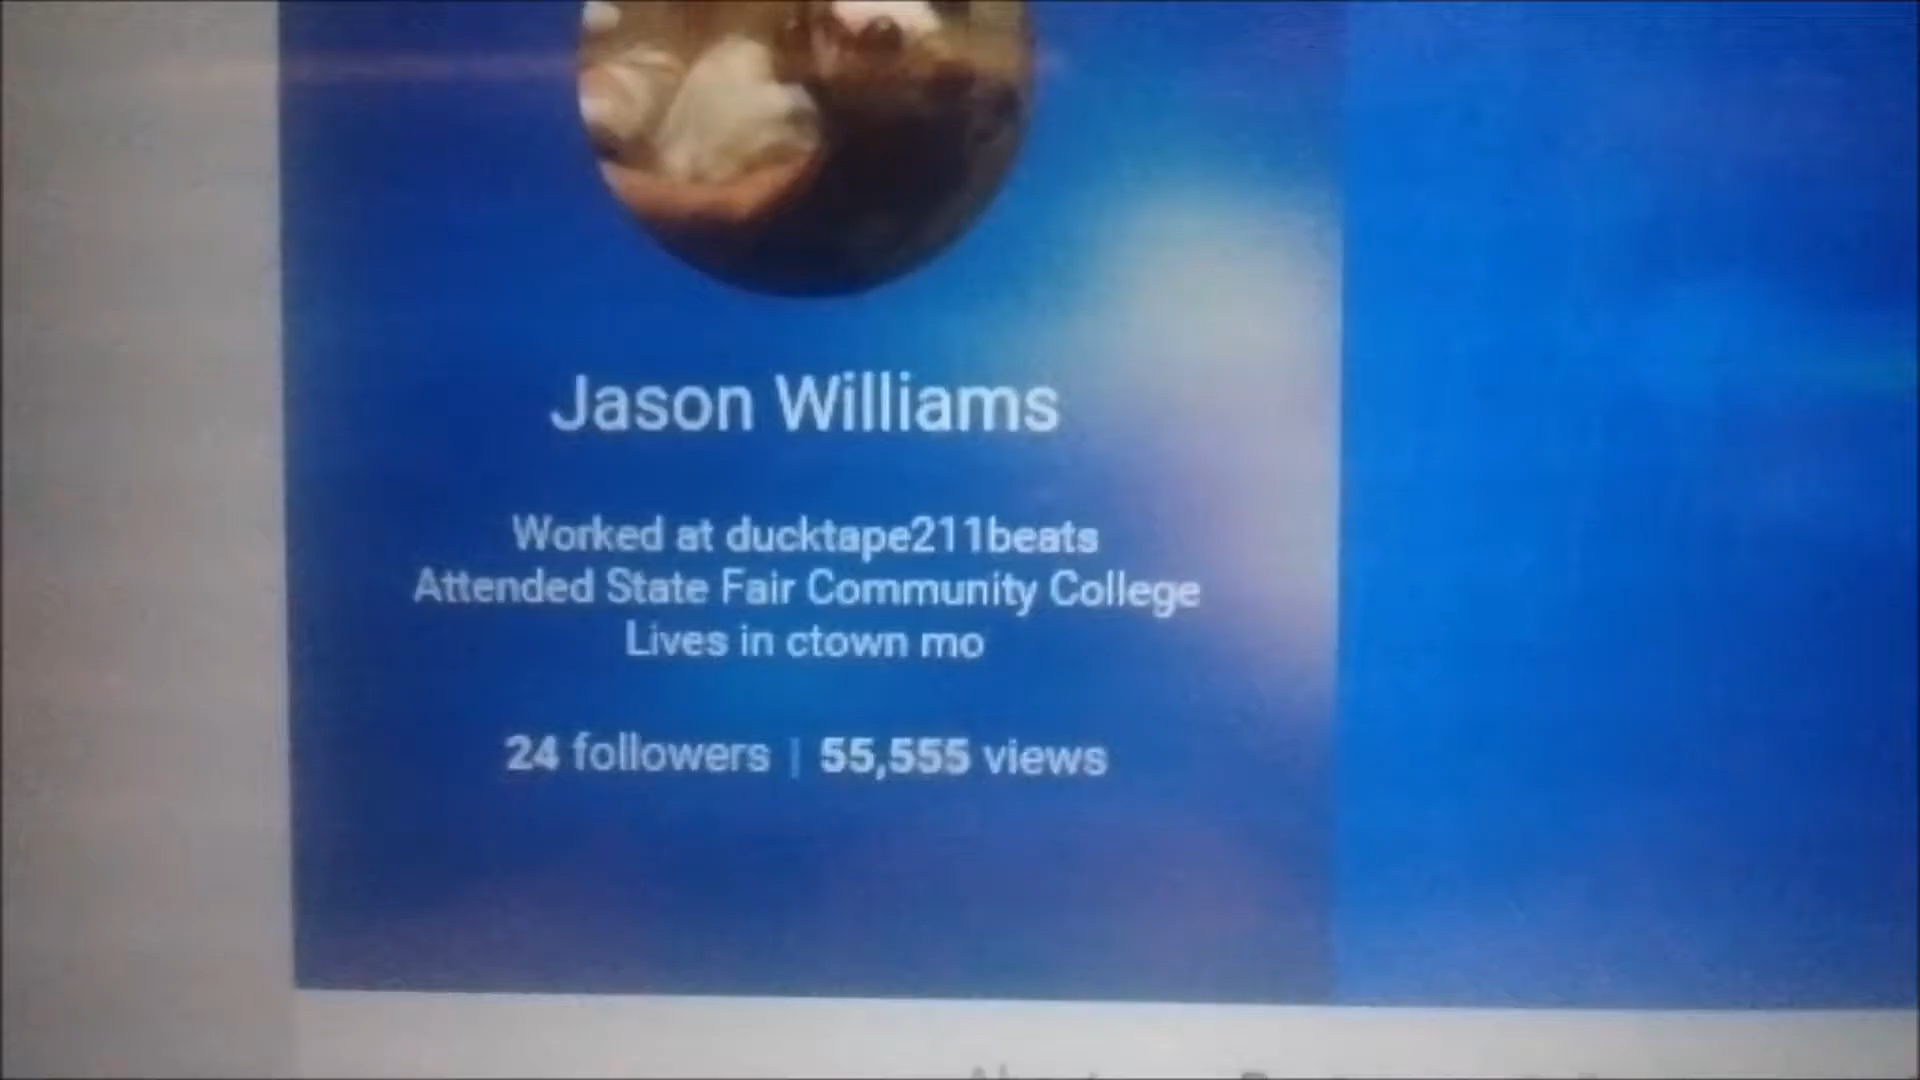 Jason Williams
Worked at ducktape211beats
Attended State Fair Community College
Lives in ctown mo
24 followers | 55,555 views